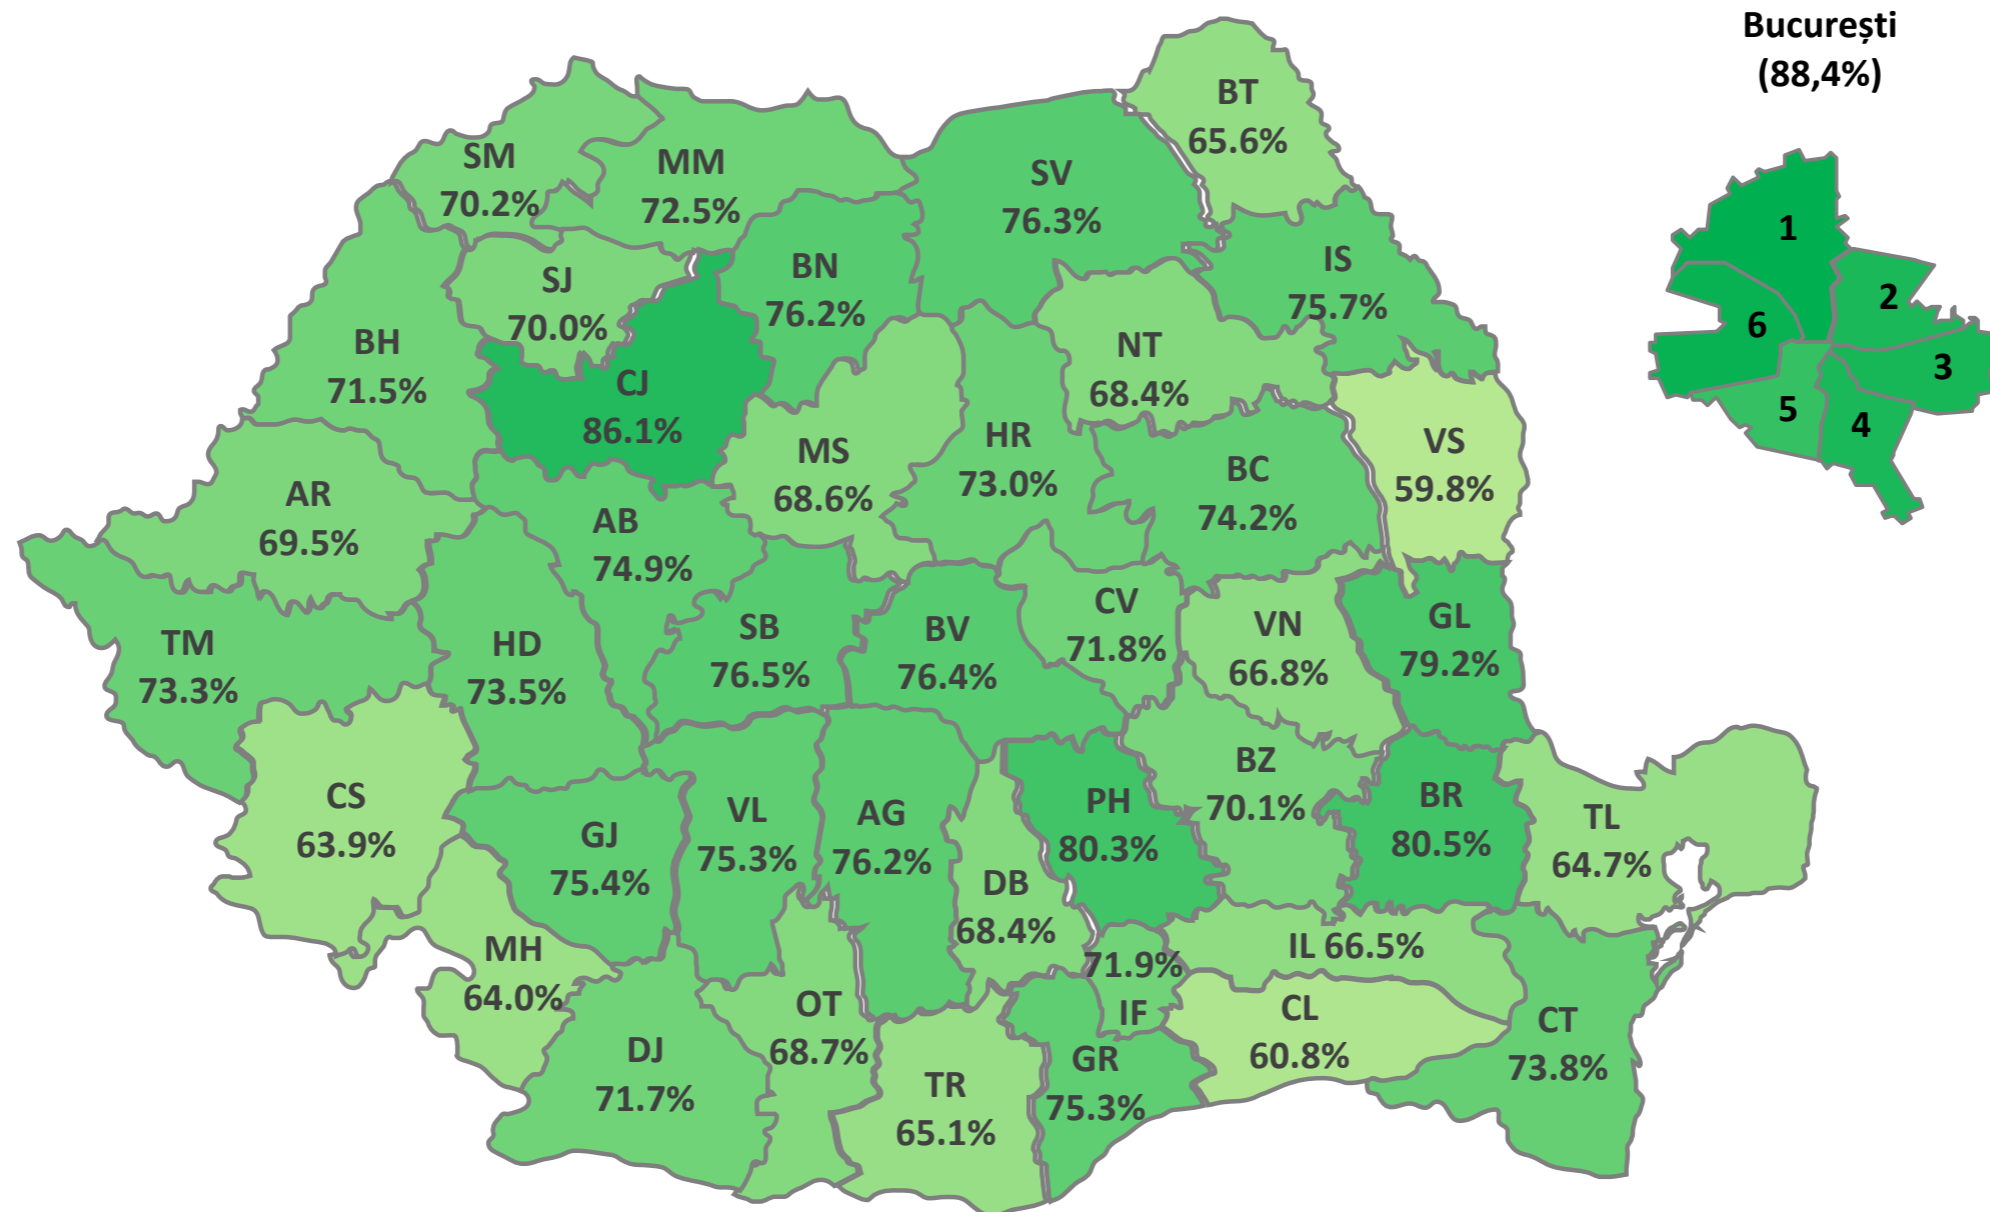 București
(88,4%)
BT
65.6%
SM
70.2%
MM
72.5%
SV
76.3%
1
IS
75.7%
BN
76.2%
SJ
70.0%
2
6
BH
71.5%
NT
68.4%
3
CJ
86.1%
5
4
MS
68.6%
HR
73.0%
BC
74.2%
VS
59.8%
AR
69.5%
AB
74.9%
CV
71.8%
VN
66.8%
GL
79.2%
TM
73.3%
HD
73.5%
SB
76.5%
BV
76.4%
CS
63.9%
GJ
75.4%
VL
75.3%
AG
76.2%
PH
80.3%
BZ
70.1%
BR
80.5%
TL
64.7%
DB
68.4%
MH
64.0%
IL 66.5%
71.9%
IF
OT
68.7%
CL
60.8%
CT
73.8%
DJ
71.7%
TR
65.1%
GR
75.3%